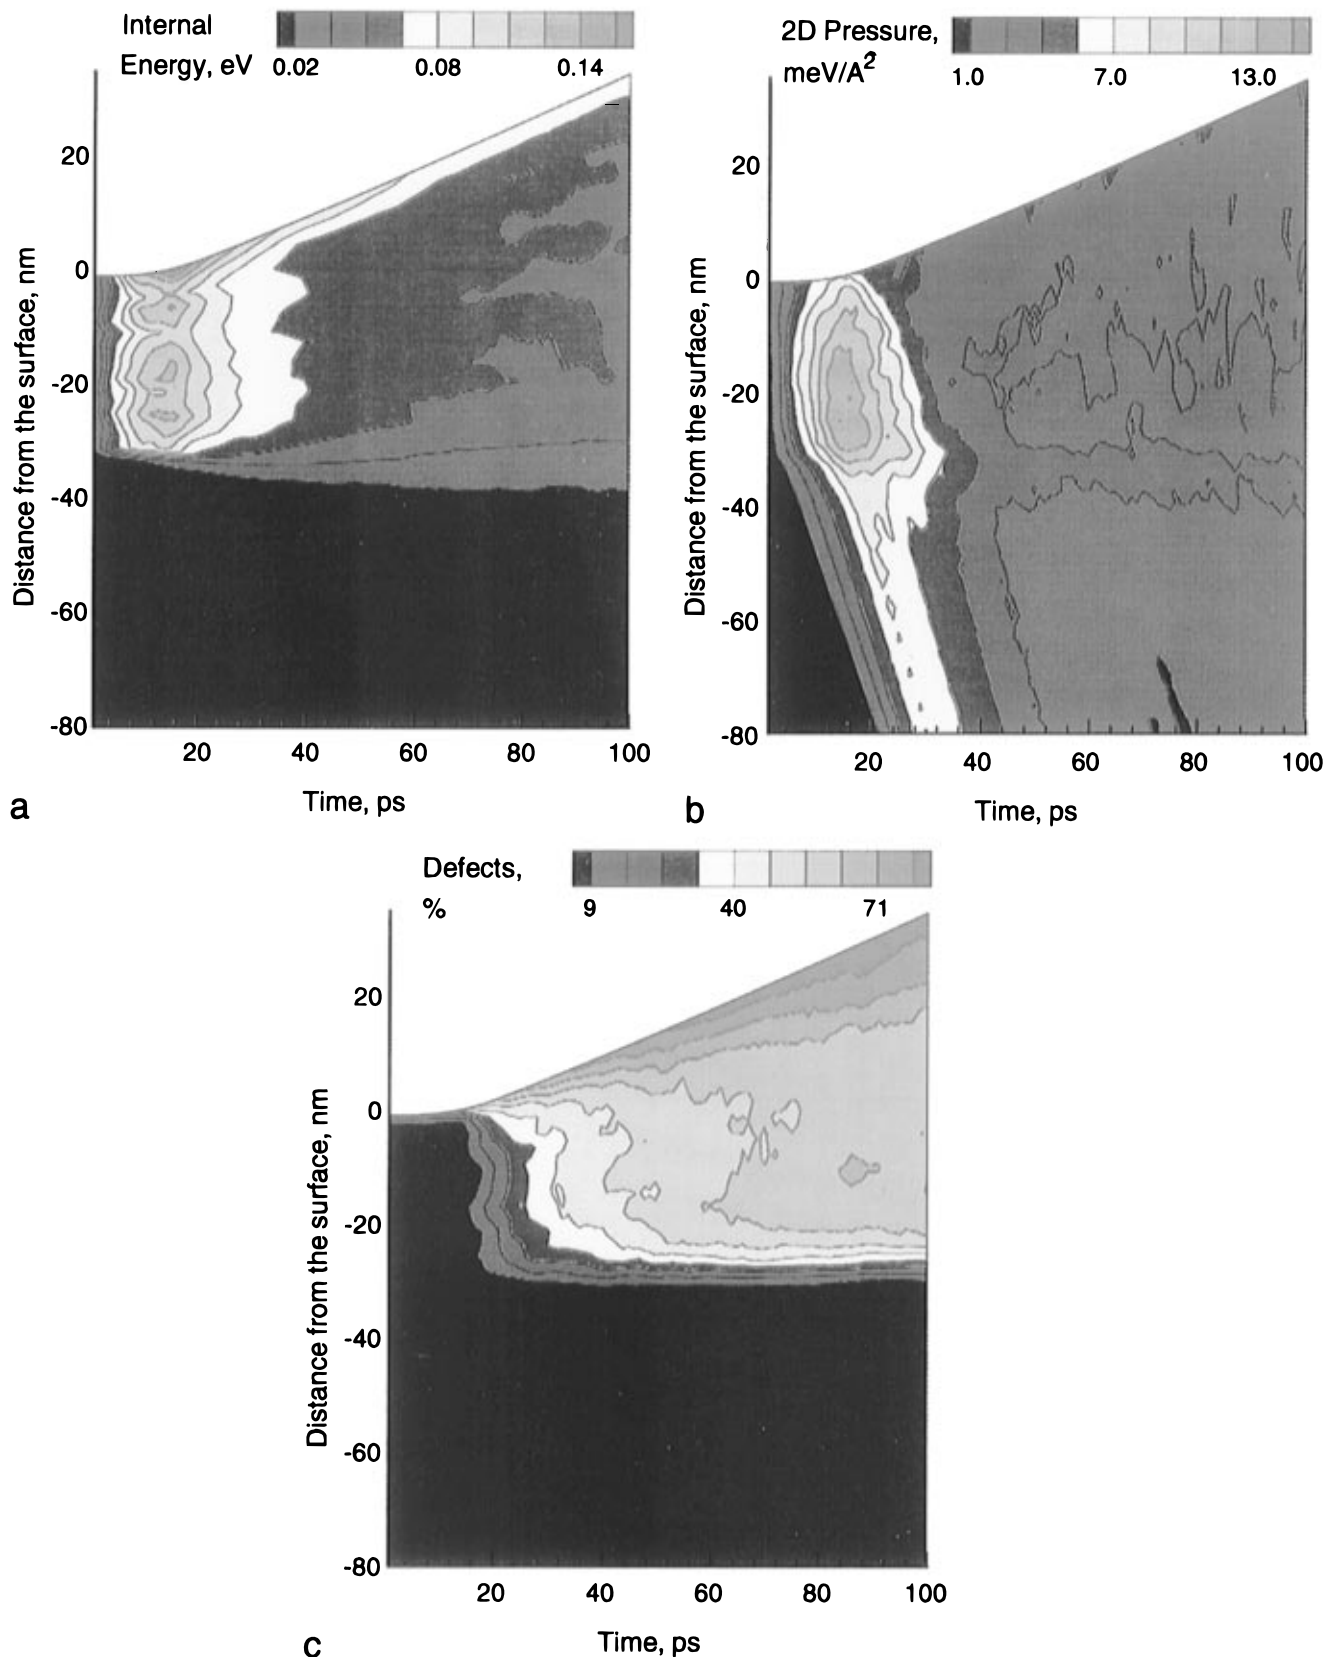 Internal
Energy, eV
0.02 0.08 0.14
20
0
-20
-40
-60
-80
Distance from the surface, nm
20 40 60 80 100
Time, ps
a
2D Pressure,
meV/A²
1.0 7.0 13.0
20
0
-20
-40
-60
-80
Distance from the surface, nm
20 40 60 80 100
Time, ps
b
Defects,
%
9 40 71
20
0
-20
-40
-60
-80
Distance from the surface, nm
20 40 60 80 100
Time, ps
c